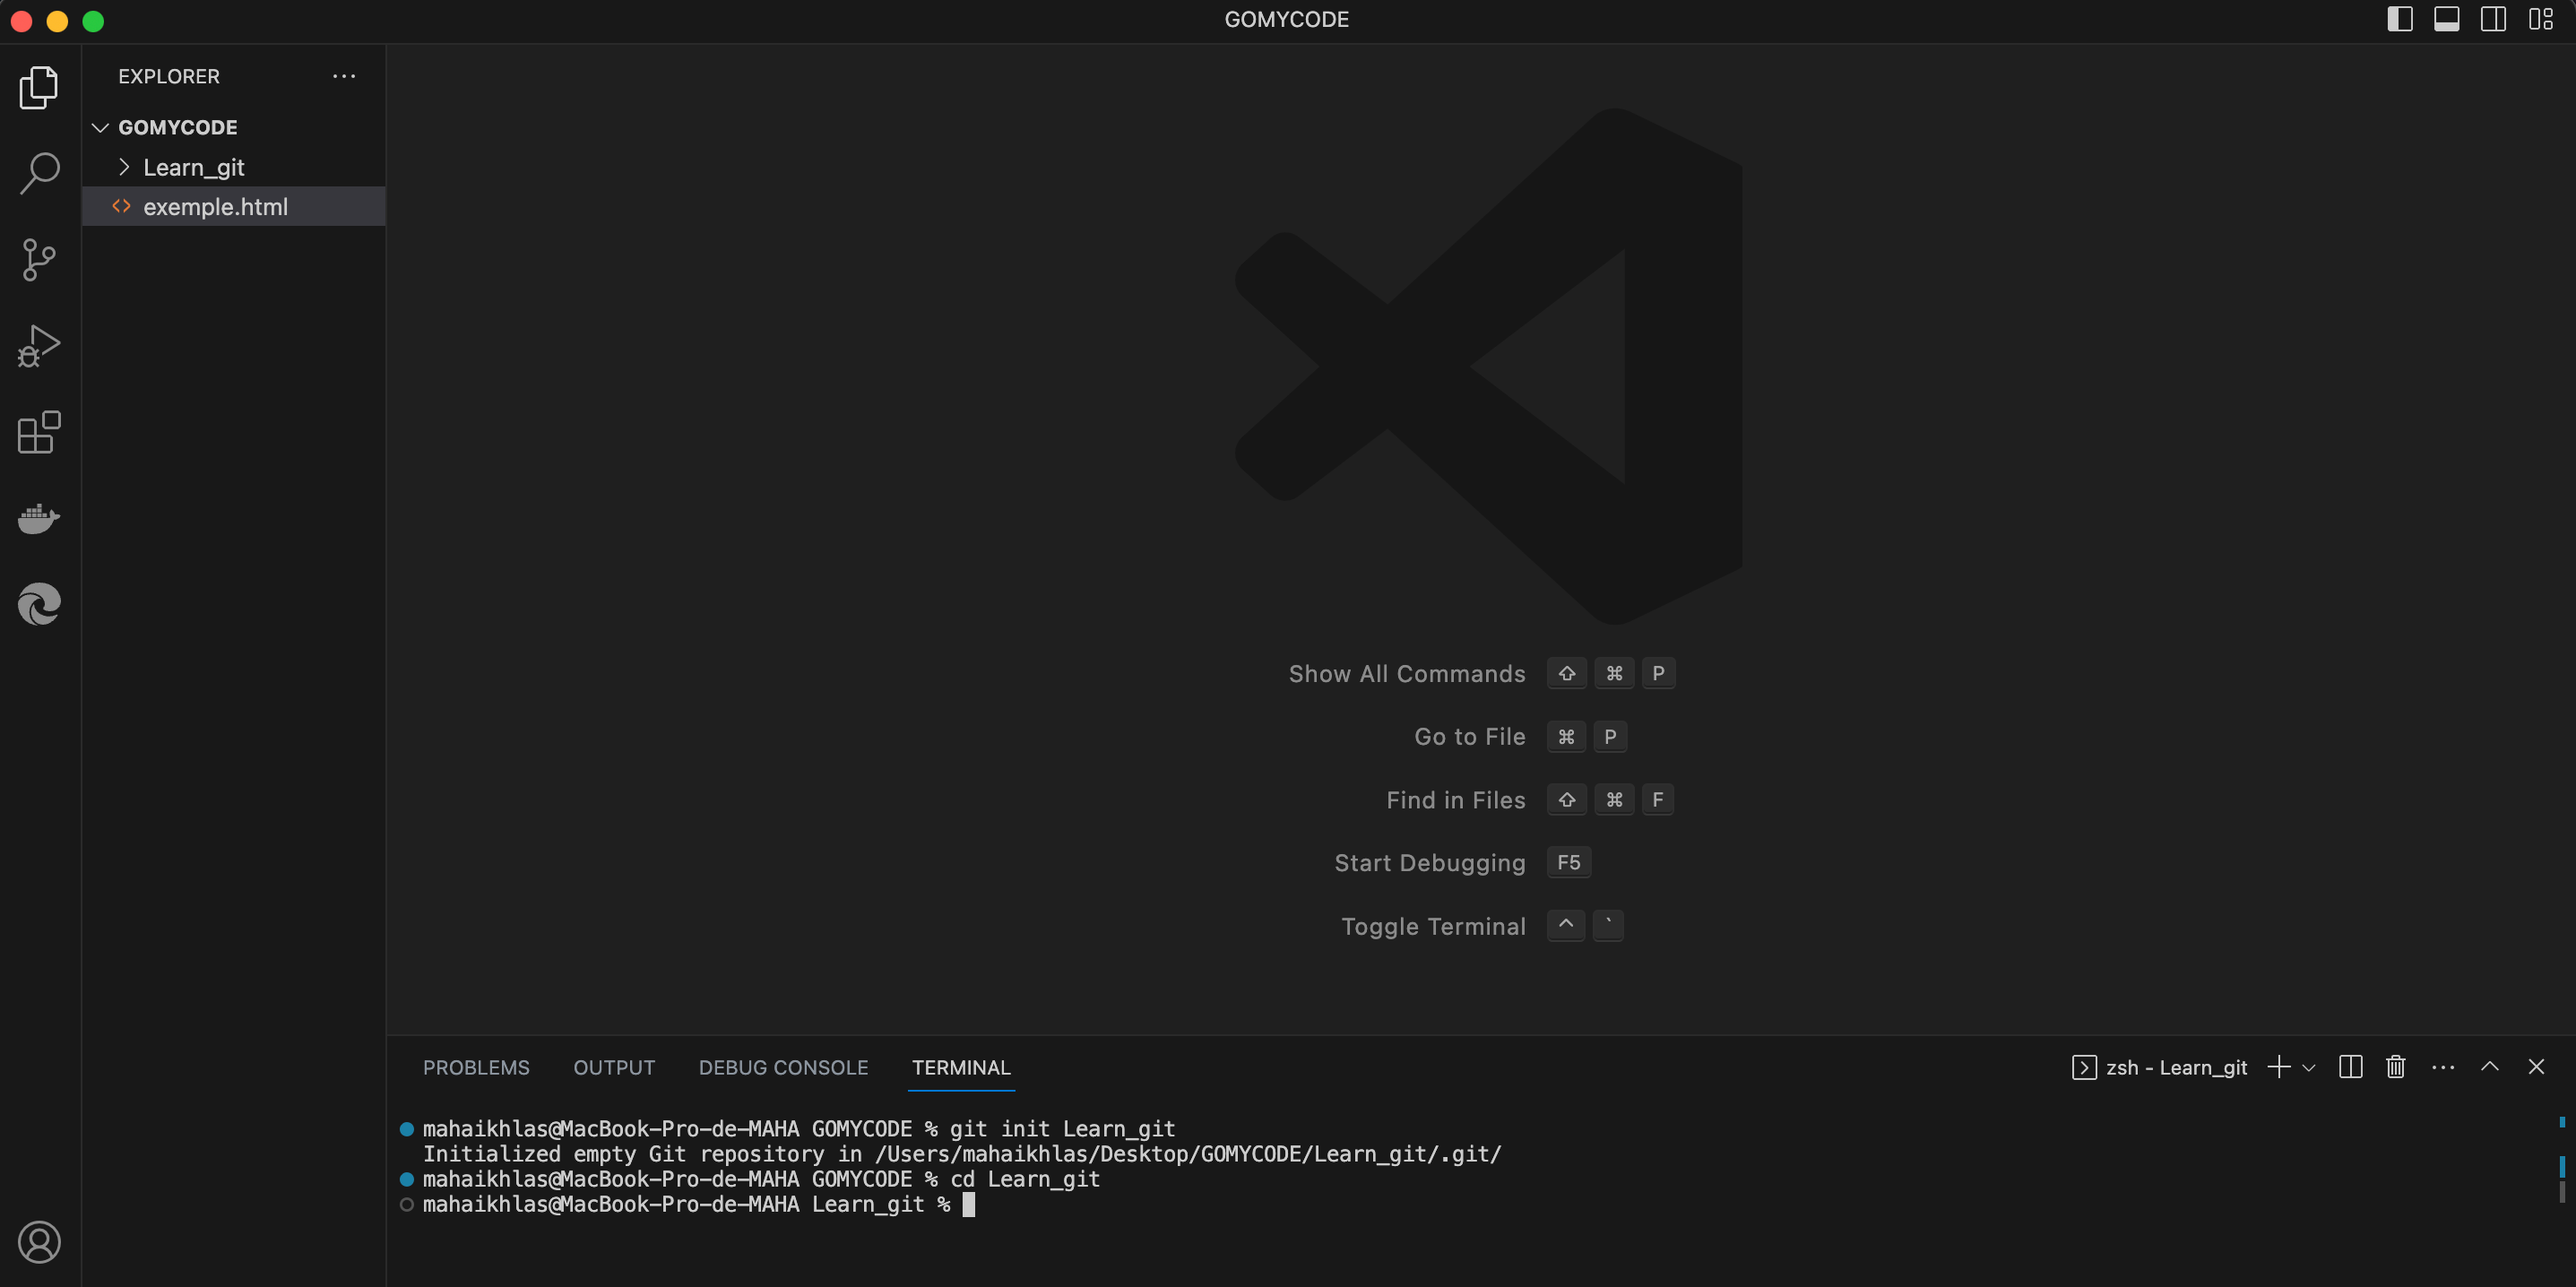 GOMYCODE
EXPLORER
GOMYCODE
Learn_git
exemple.html
Show All Commands ⇧ ⌘ P
Go to File ⌘ P
Find in Files ⇧ ⌘ F
Start Debugging F5
Toggle Terminal ^ `
PROBLEMS OUTPUT DEBUG CONSOLE TERMINAL zsh - Learn_git
mahaikhlas@MacBook-Pro-de-MAHA GOMYCODE % git init Learn_git
Initialized empty Git repository in /Users/mahaikhlas/Desktop/GOMYCODE/Learn_git/.git/
mahaikhlas@MacBook-Pro-de-MAHA GOMYCODE % cd Learn_git
mahaikhlas@MacBook-Pro-de-MAHA Learn_git %